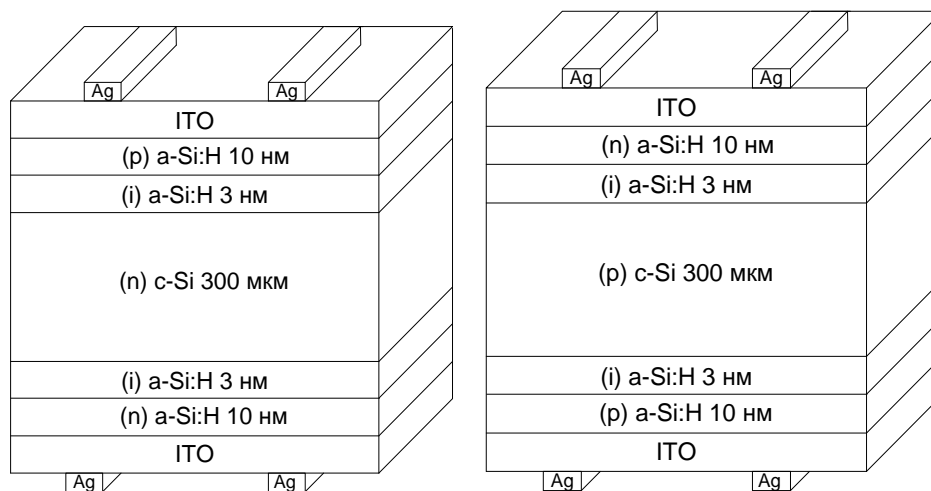 Ag Ag
ITO
(p) a-Si:H 10 нм
(i) a-Si:H 3 нм
(n) c-Si 300 мкм
(i) a-Si:H 3 нм
(n) a-Si:H 10 нм
ITO
Ag Ag
Ag Ag
ITO
(n) a-Si:H 10 нм
(i) a-Si:H 3 нм
(p) c-Si 300 мкм
(i) a-Si:H 3 нм
(p) a-Si:H 10 нм
ITO
Ag Ag